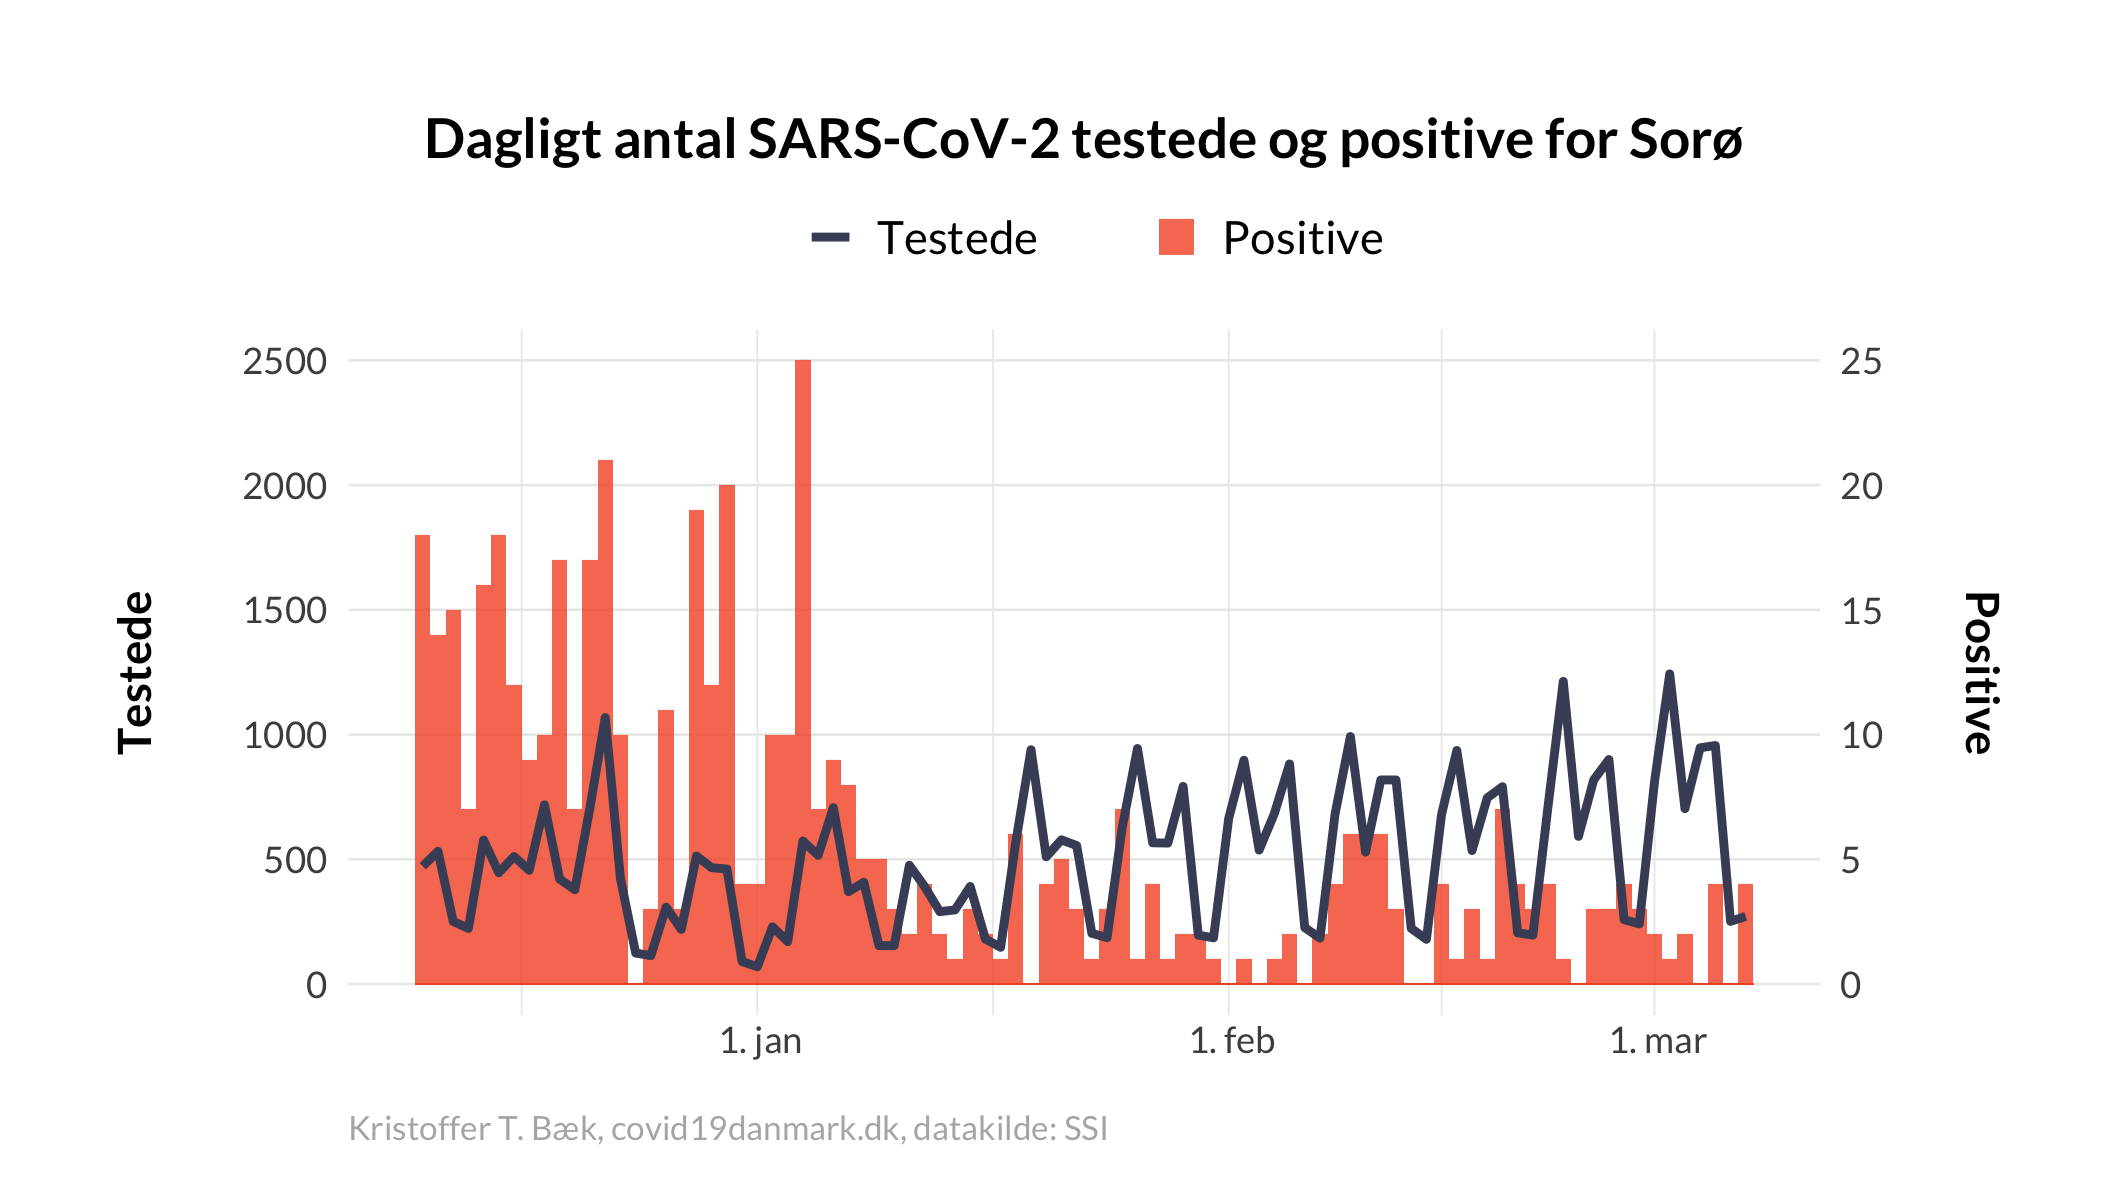 Dagligt antal SARS-CoV-2 testede og positive for Sorø
Testede
Positive
2500
2000
1500
1000
500
0
25
20
15
10
5
0
Testede
Positive
1. jan
1. feb
1. mar
Kristoffer T. Bæk, covid19danmark.dk, datakilde: SSI